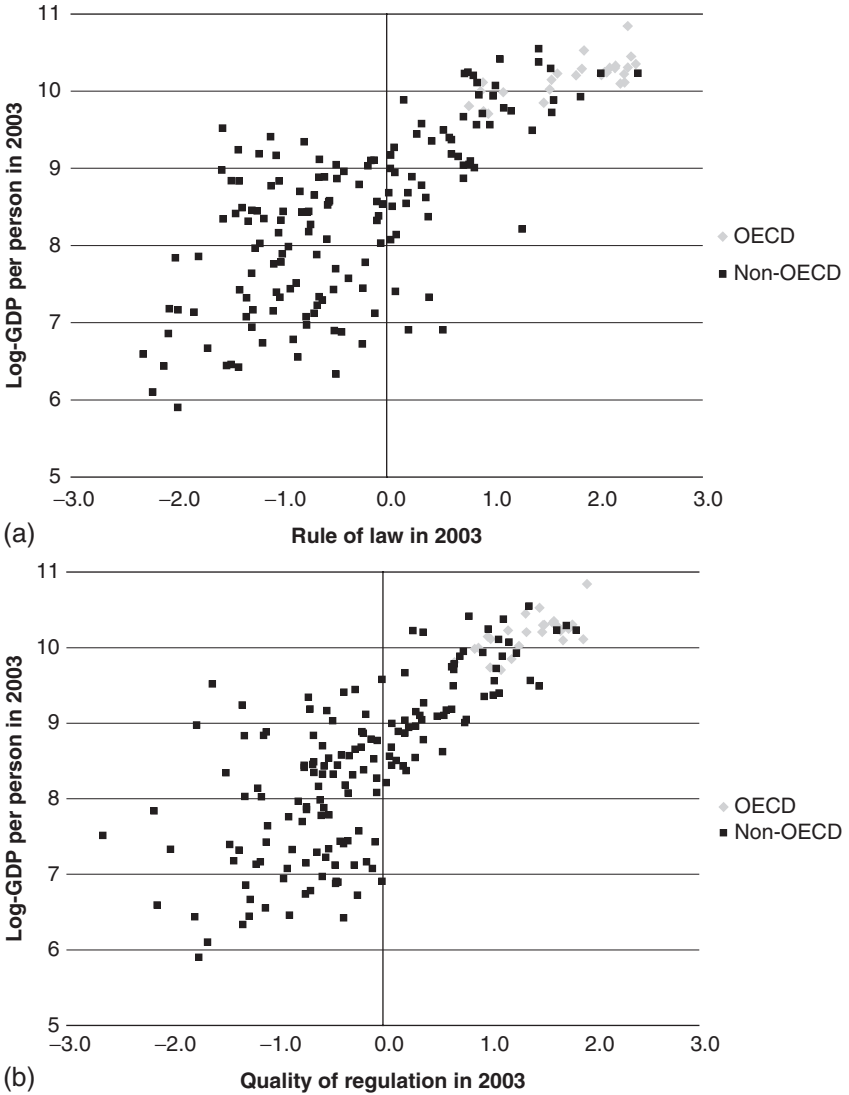 11
10
9
8
7
6
5
Log-GDP per person in 2003
−3.0 −2.0 −1.0 0.0 1.0 2.0 3.0
Rule of law in 2003
OECD
Non-OECD
(a)
11
10
9
8
7
6
5
Log-GDP per person in 2003
−3.0 −2.0 −1.0 0.0 1.0 2.0 3.0
Quality of regulation in 2003
OECD
Non-OECD
(b)